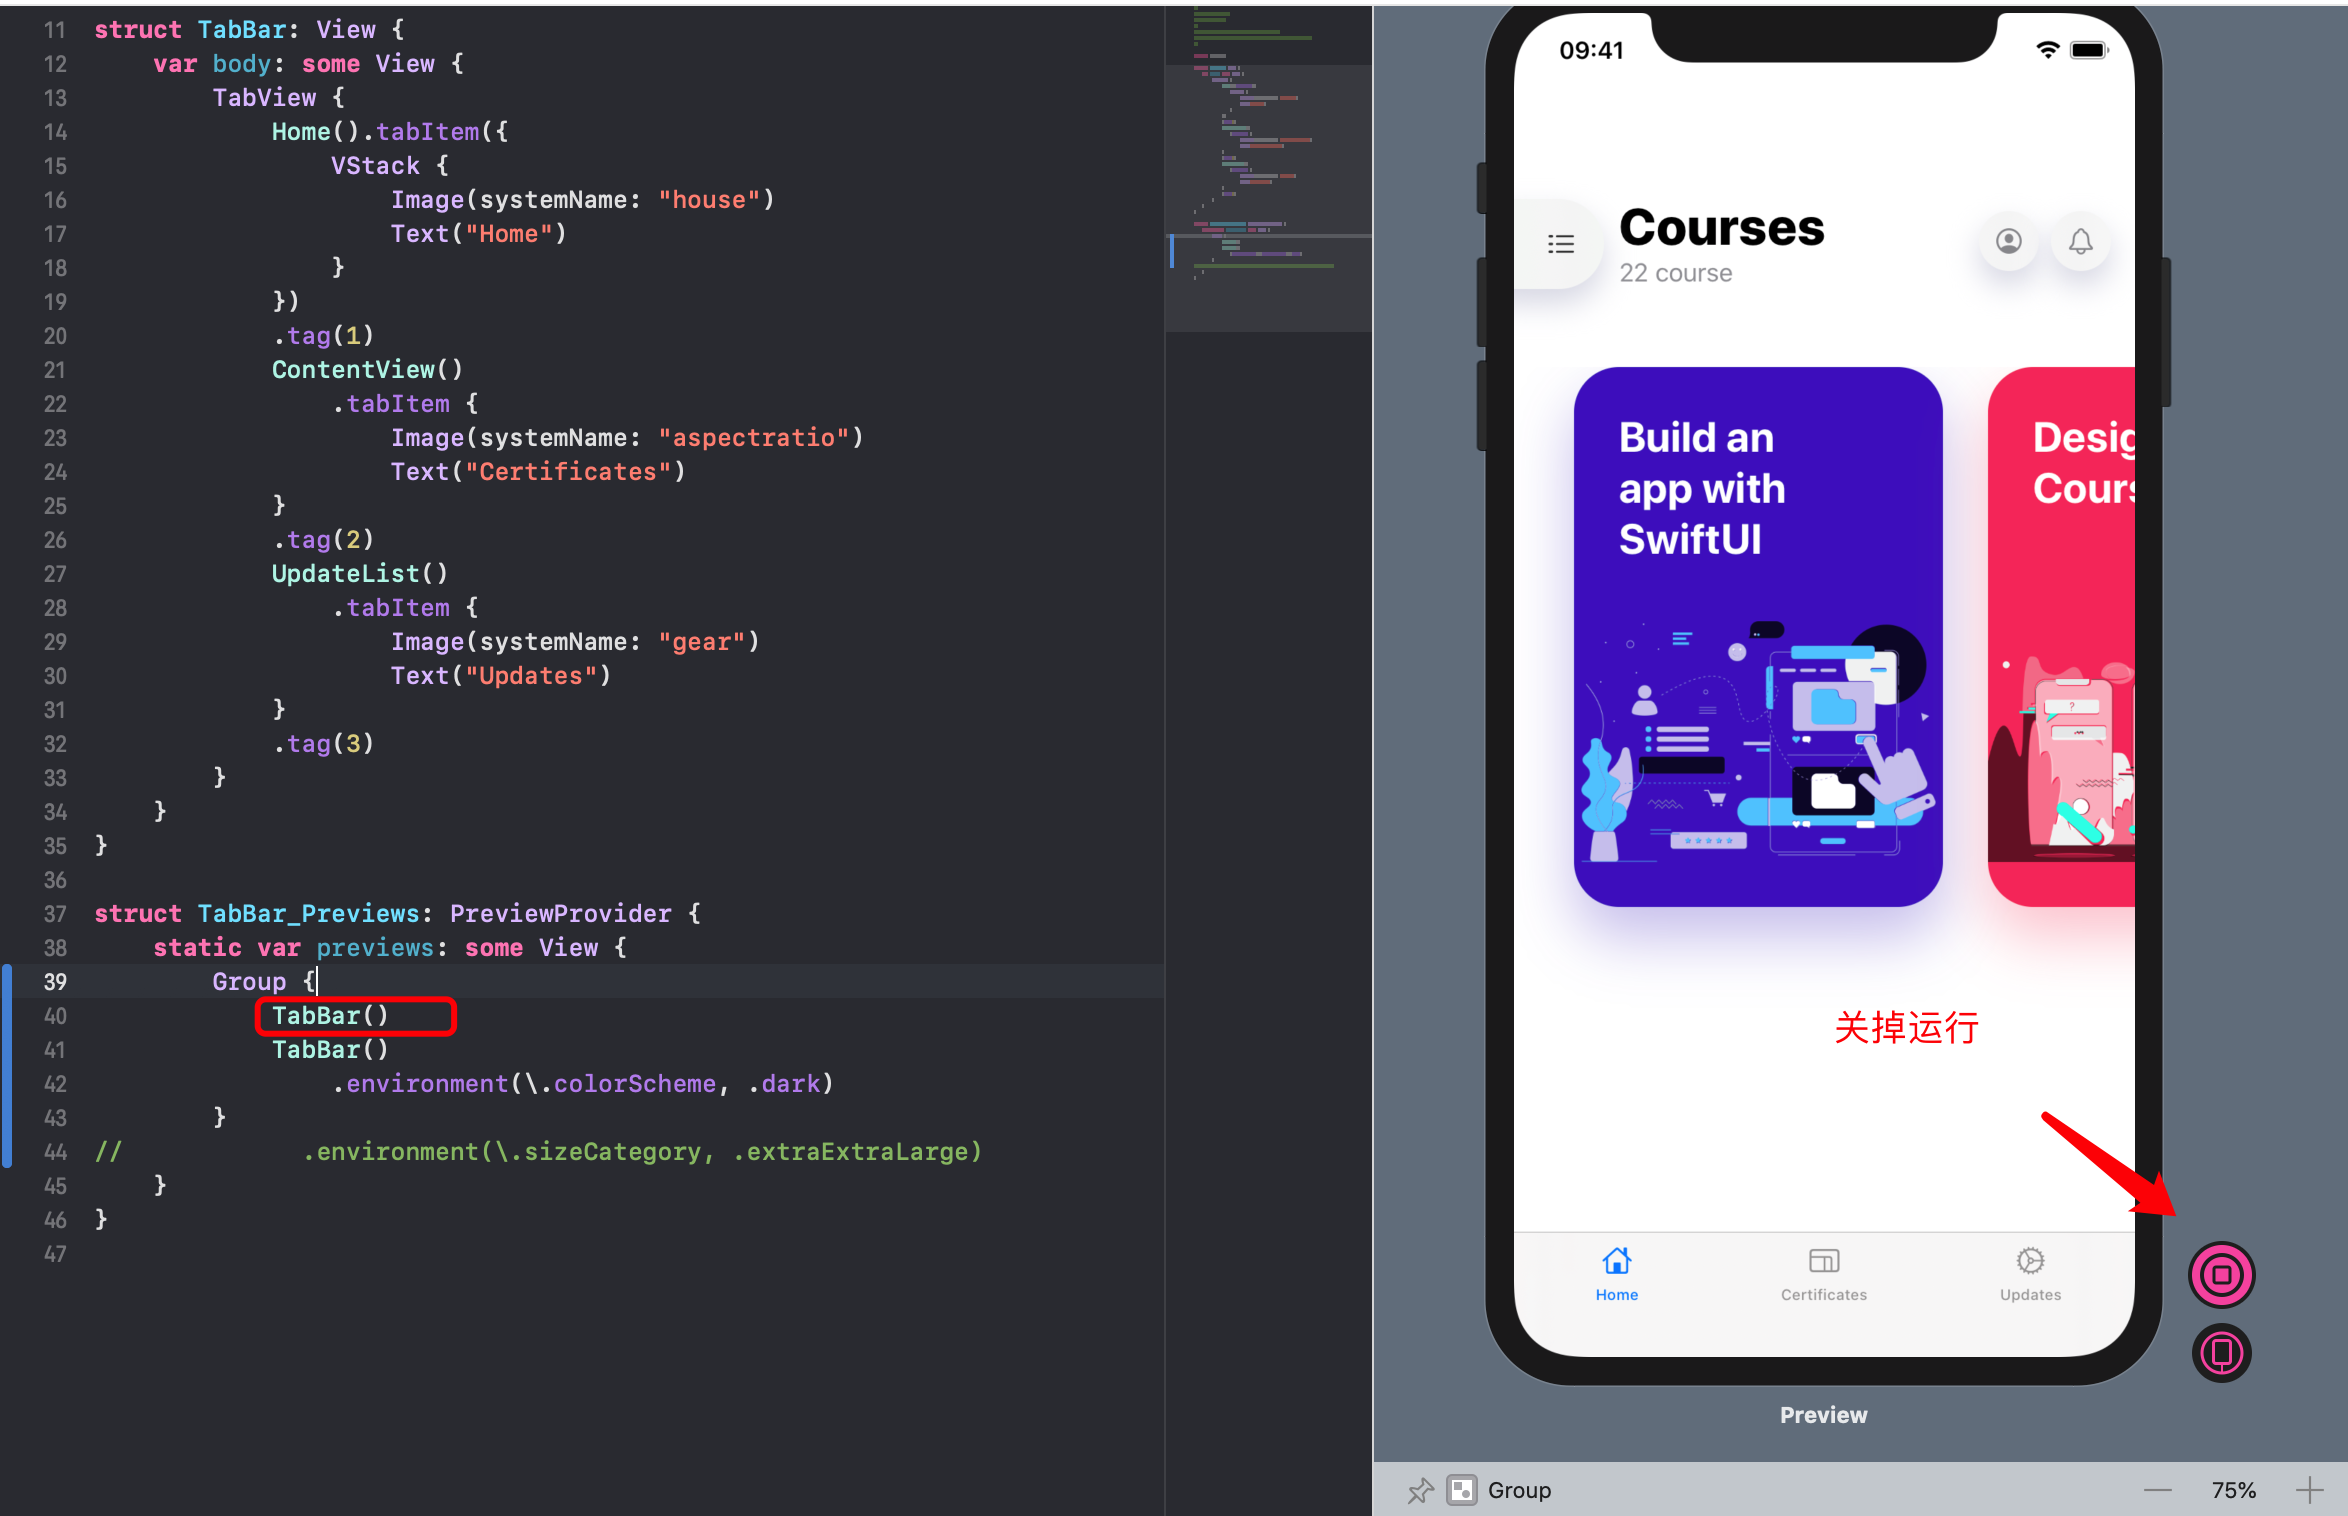 11 struct TabBar: View {
12     var body: some View {
13         TabView {
14             Home().tabItem({
15                 VStack {
16                     Image(systemName: "house")
17                     Text("Home")
18                 }
19             })
20             .tag(1)
21             ContentView()
22                 .tabItem {
23                     Image(systemName: "aspectratio")
24                     Text("Certificates")
25             }
26             .tag(2)
27             UpdateList()
28                 .tabItem {
29                     Image(systemName: "gear")
30                     Text("Updates")
31             }
32             .tag(3)
33         }
34     }
35 }
36
37 struct TabBar_Previews: PreviewProvider {
38     static var previews: some View {
39         Group {
40             TabBar()
41             TabBar()
42                 .environment(\.colorScheme, .dark)
43         }
44 //            .environment(\.sizeCategory, .extraExtraLarge)
45     }
46 }
47
09:41
Courses
22 course
Build an
app with
SwiftUI
Desig
Cours
?
关掉运行
Home
Certificates
Updates
Preview
Group
75%